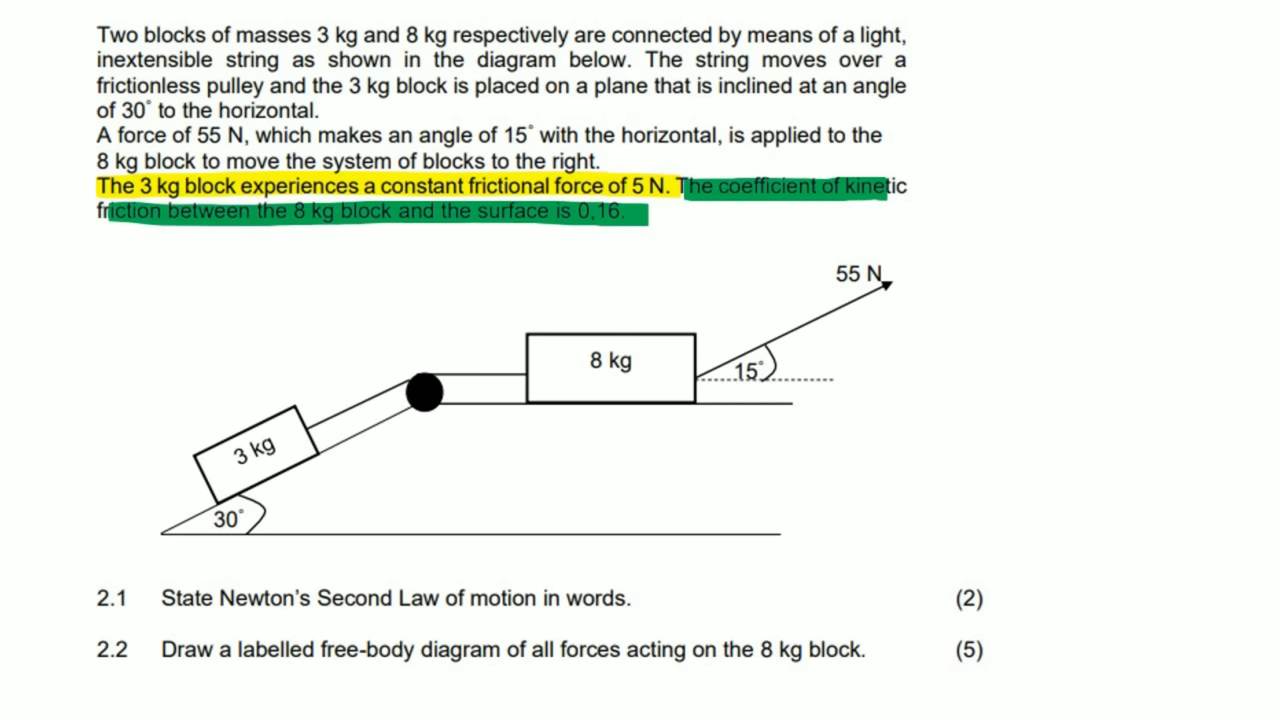 Two blocks of masses 3 kg and 8 kg respectively are connected by means of a light,
inextensible string as shown in the diagram below. The string moves over a
frictionless pulley and the 3 kg block is placed on a plane that is inclined at an angle
of 30° to the horizontal.
A force of 55 N, which makes an angle of 15° with the horizontal, is applied to the
8 kg block to move the system of blocks to the right.
The 3 kg block experiences a constant frictional force of 5 N. The coefficient of kinetic
friction between the 8 kg block and the surface is 0,16.
55 N
8 kg
15°
3 kg
30°
2.1 State Newton's Second Law of motion in words. (2)
2.2 Draw a labelled free-body diagram of all forces acting on the 8 kg block. (5)